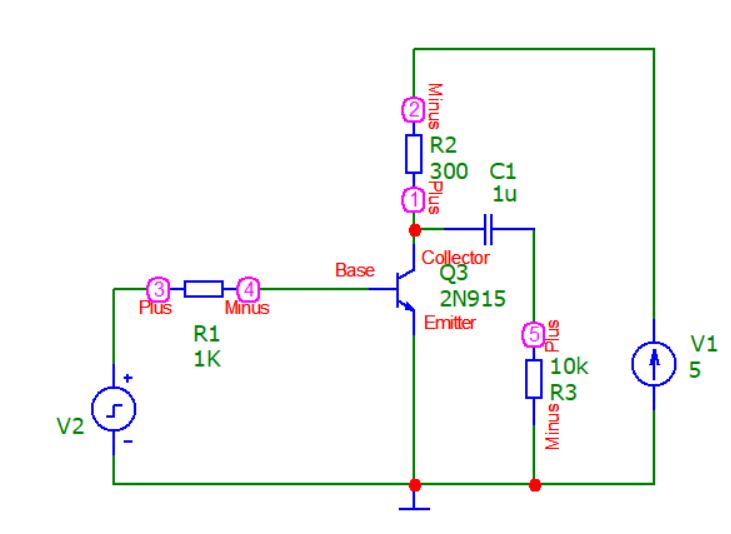 Minus
2
R2
300
C1
1u
1
Plus
Collector
Base
Q3
2N915
3
4
Plus
Minus
Emitter
R1
1K
5
Plus
10k
R3
Minus
V1
5
+
V2
-